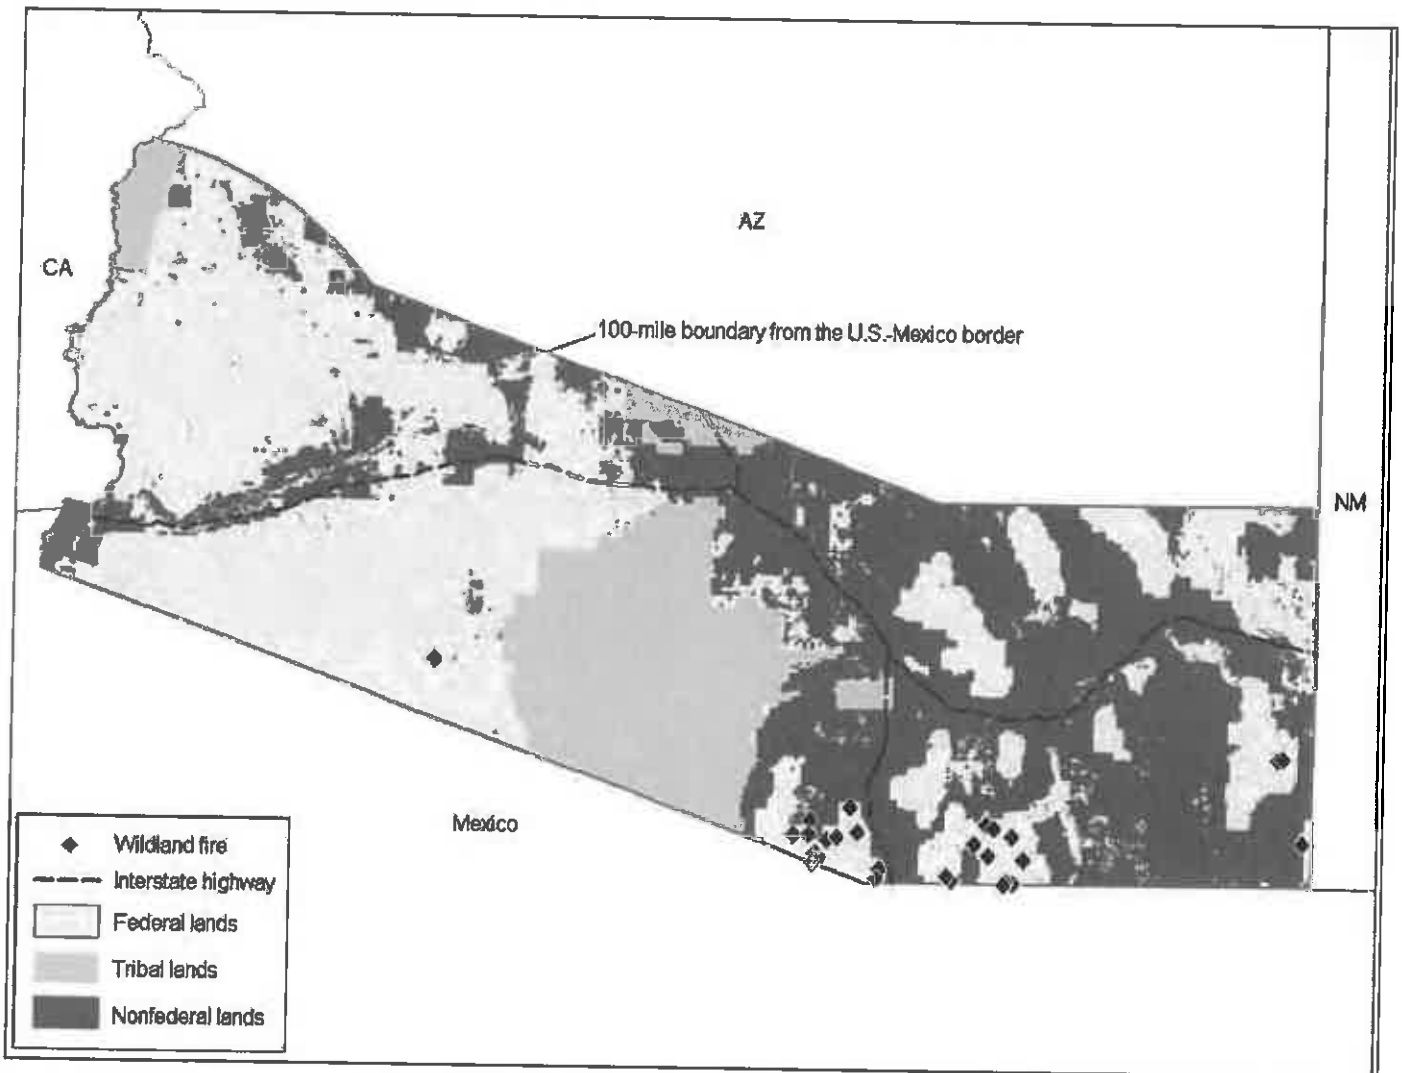 AZ
CA
100-mile boundary from the U.S.-Mexico border
NM
Mexico
Wildland fire
Interstate highway
Federal lands
Tribal lands
Nonfederal lands